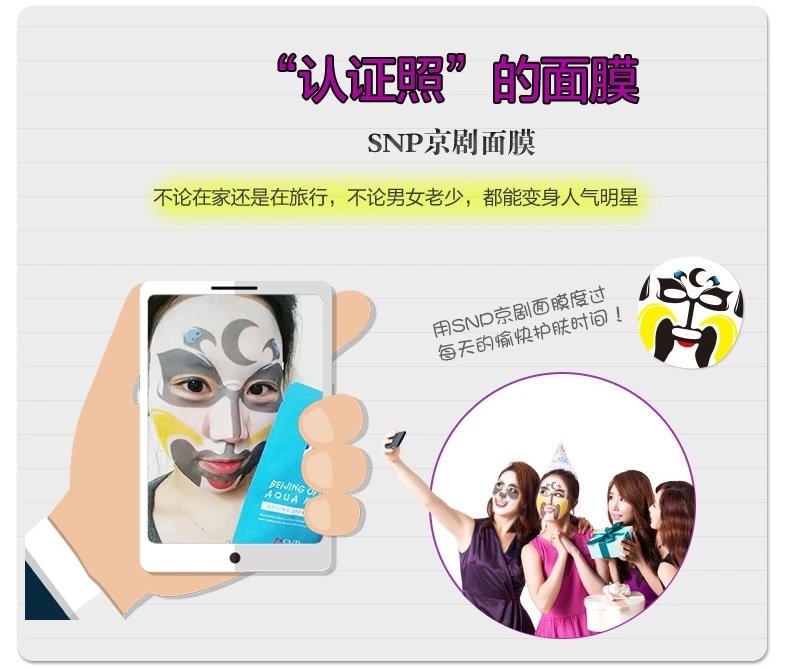 “认证照”的面膜
SNP京剧面膜
不论在家还是在旅行，不论男女老少，都能变身人气明星
用SNP京剧面膜度过
每天的愉快护肤时间！
BEIJING OP
AQUA M
SNP